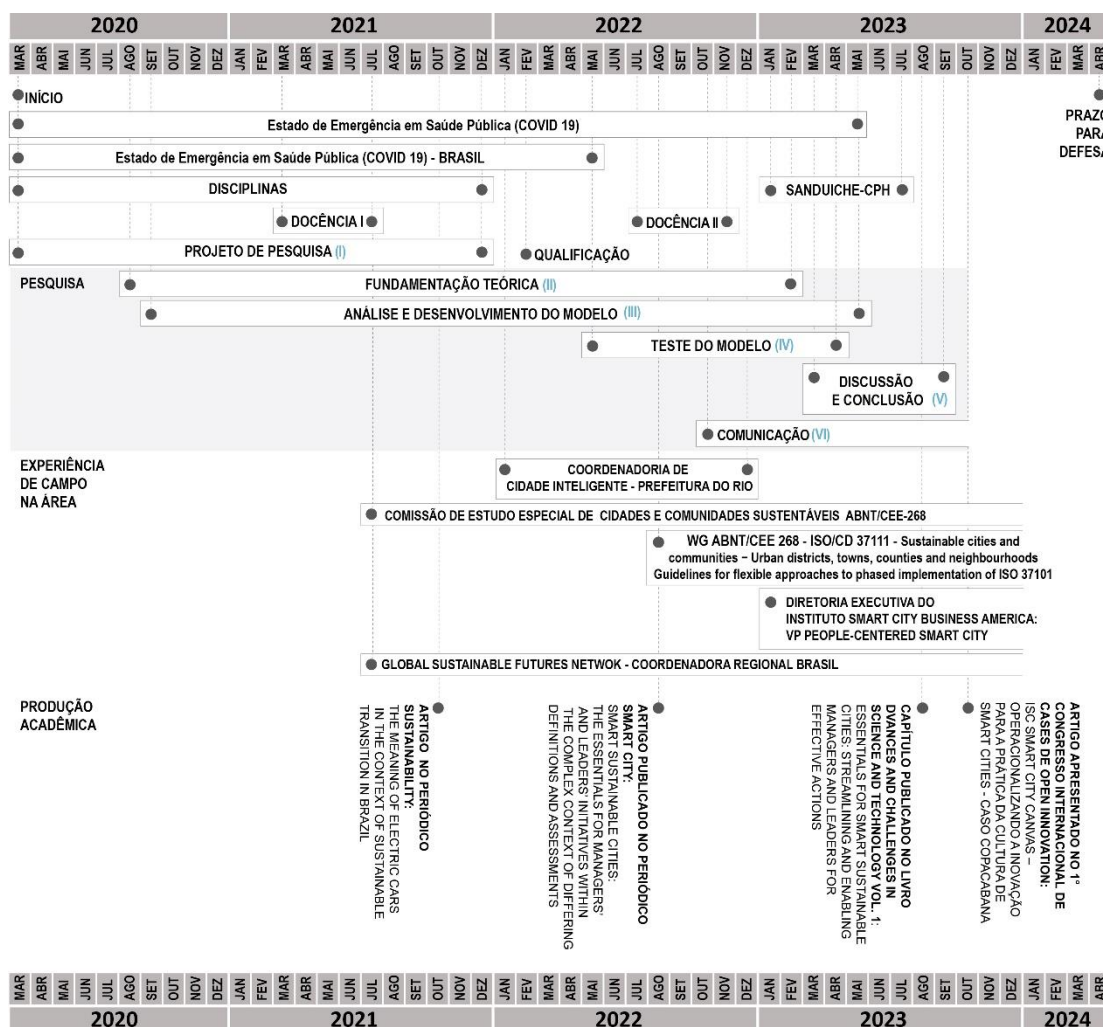 2020 2021 2022 2023 2024
MAR ABR MAI JUN JUL AGO SET OUT NOV DEZ JAN FEV MAR ABR MAI JUN JUL AGO SET OUT NOV DEZ JAN FEV MAR ABR MAI JUN JUL AGO SET OUT NOV DEZ JAN FEV MAR ABR MAI JUN JUL AGO SET OUT NOV DEZ JAN FEV MAR ABR
INÍCIO
PRAZO
PARA
DEFESA
Estado de Emergência em Saúde Pública (COVID 19)
Estado de Emergência em Saúde Pública (COVID 19) - BRASIL
DISCIPLINAS
SANDUICHE-CPH
DOCÊNCIA I
DOCÊNCIA II
PROJETO DE PESQUISA (I)
QUALIFICAÇÃO
PESQUISA
FUNDAMENTAÇÃO TEÓRICA (II)
ANÁLISE E DESENVOLVIMENTO DO MODELO (III)
TESTE DO MODELO (IV)
DISCUSSÃO
E CONCLUSÃO (V)
COMUNICAÇÃO (VI)
EXPERIÊNCIA
DE CAMPO
NA ÁREA
COORDENADORIA DE
CIDADE INTELIGENTE - PREFEITURA DO RIO
COMISSÃO DE ESTUDO ESPECIAL DE CIDADES E COMUNIDADES SUSTENTÁVEIS ABNT/CEE-268
WG ABNT/CEE 268 - ISO/CD 37111 - Sustainable cities and
communities – Urban districts, towns, counties and neighbourhoods
Guidelines for flexible approaches to phased implementation of ISO 37101
DIRETORIA EXECUTIVA DO
INSTITUTO SMART CITY BUSINESS AMERICA:
VP PEOPLE-CENTERED SMART CITY
GLOBAL SUSTAINABLE FUTURES NETWOK - COORDENADORA REGIONAL BRASIL
PRODUÇÃO
ACADÊMICA
ARTIGO NO PERIÓDICO
SUSTAINABILITY:
THE MEANING OF ELECTRIC CARS
IN THE CONTEXT OF SUSTAINABLE
TRANSITION IN BRAZIL
ARTIGO PUBLICADO NO PERIÓDICO
SMART CITY:
SMART SUSTAINABLE CITIES:
THE ESSENTIALS FOR MANAGERS'
AND LEADERS' INITIATIVES WITHIN
THE COMPLEX CONTEXT OF DIFFERING
DEFINITIONS AND ASSESSMENTS
CAPÍTULO PUBLICADO NO LIVRO
DVANCES AND CHALLENGES IN
SCIENCE AND TECHNOLOGY VOL. 1:
ESSENTIALS FOR SMART SUSTAINABLE
CITIES: STREAMLINING AND ENABLING
MANAGERS AND LEADERS FOR
EFFECTIVE ACTIONS
ARTIGO APRESENTADO NO 1°
CONGRESSO INTERNACIONAL DE
CASES DE OPEN INNOVATION:
ISC SMART CITY CANVAS –
OPERACIONALIZANDO A INOVAÇÃO
PARA A PRÁTICA DA CULTURA DE
SMART CITIES - CASO COPACABANA
MAR ABR MAI JUN JUL AGO SET OUT NOV DEZ JAN FEV MAR ABR MAI JUN JUL AGO SET OUT NOV DEZ JAN FEV MAR ABR MAI JUN JUL AGO SET OUT NOV DEZ JAN FEV MAR ABR MAI JUN JUL AGO SET OUT NOV DEZ JAN FEV MAR ABR
2020 2021 2022 2023 2024